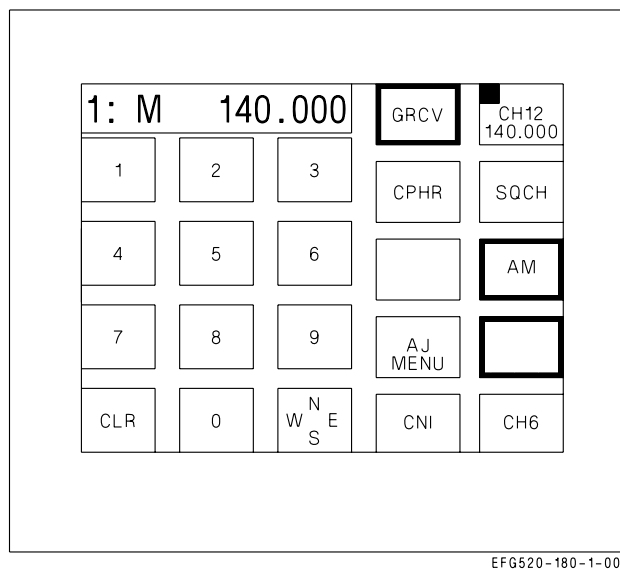 1: M 140.000
GRCV
CH12
140.000
1
2
3
CPHR
SQCH
4
5
6
AM
7
8
9
AJ
MENU
CLR
0
N
W E
S
CNI
CH6
EFG520-180-1-00